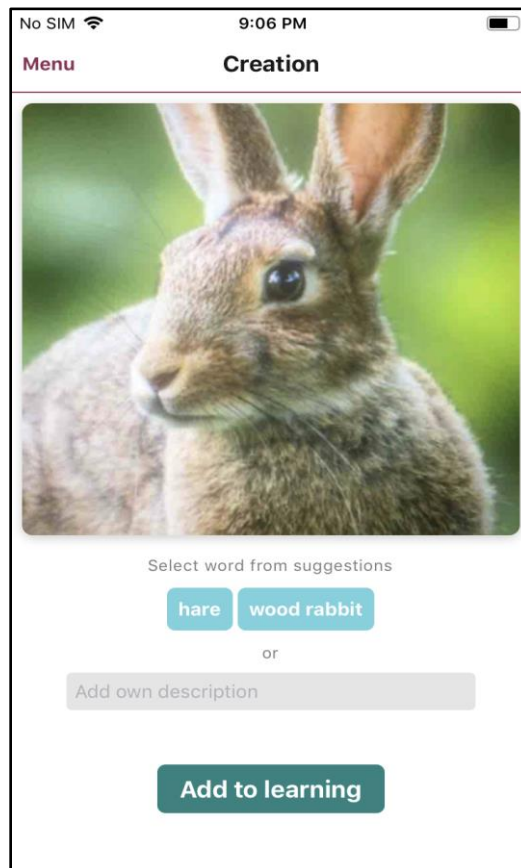 No SIM 9:06 PM
Menu Creation
Select word from suggestions
hare wood rabbit
or
Add own description
Add to learning